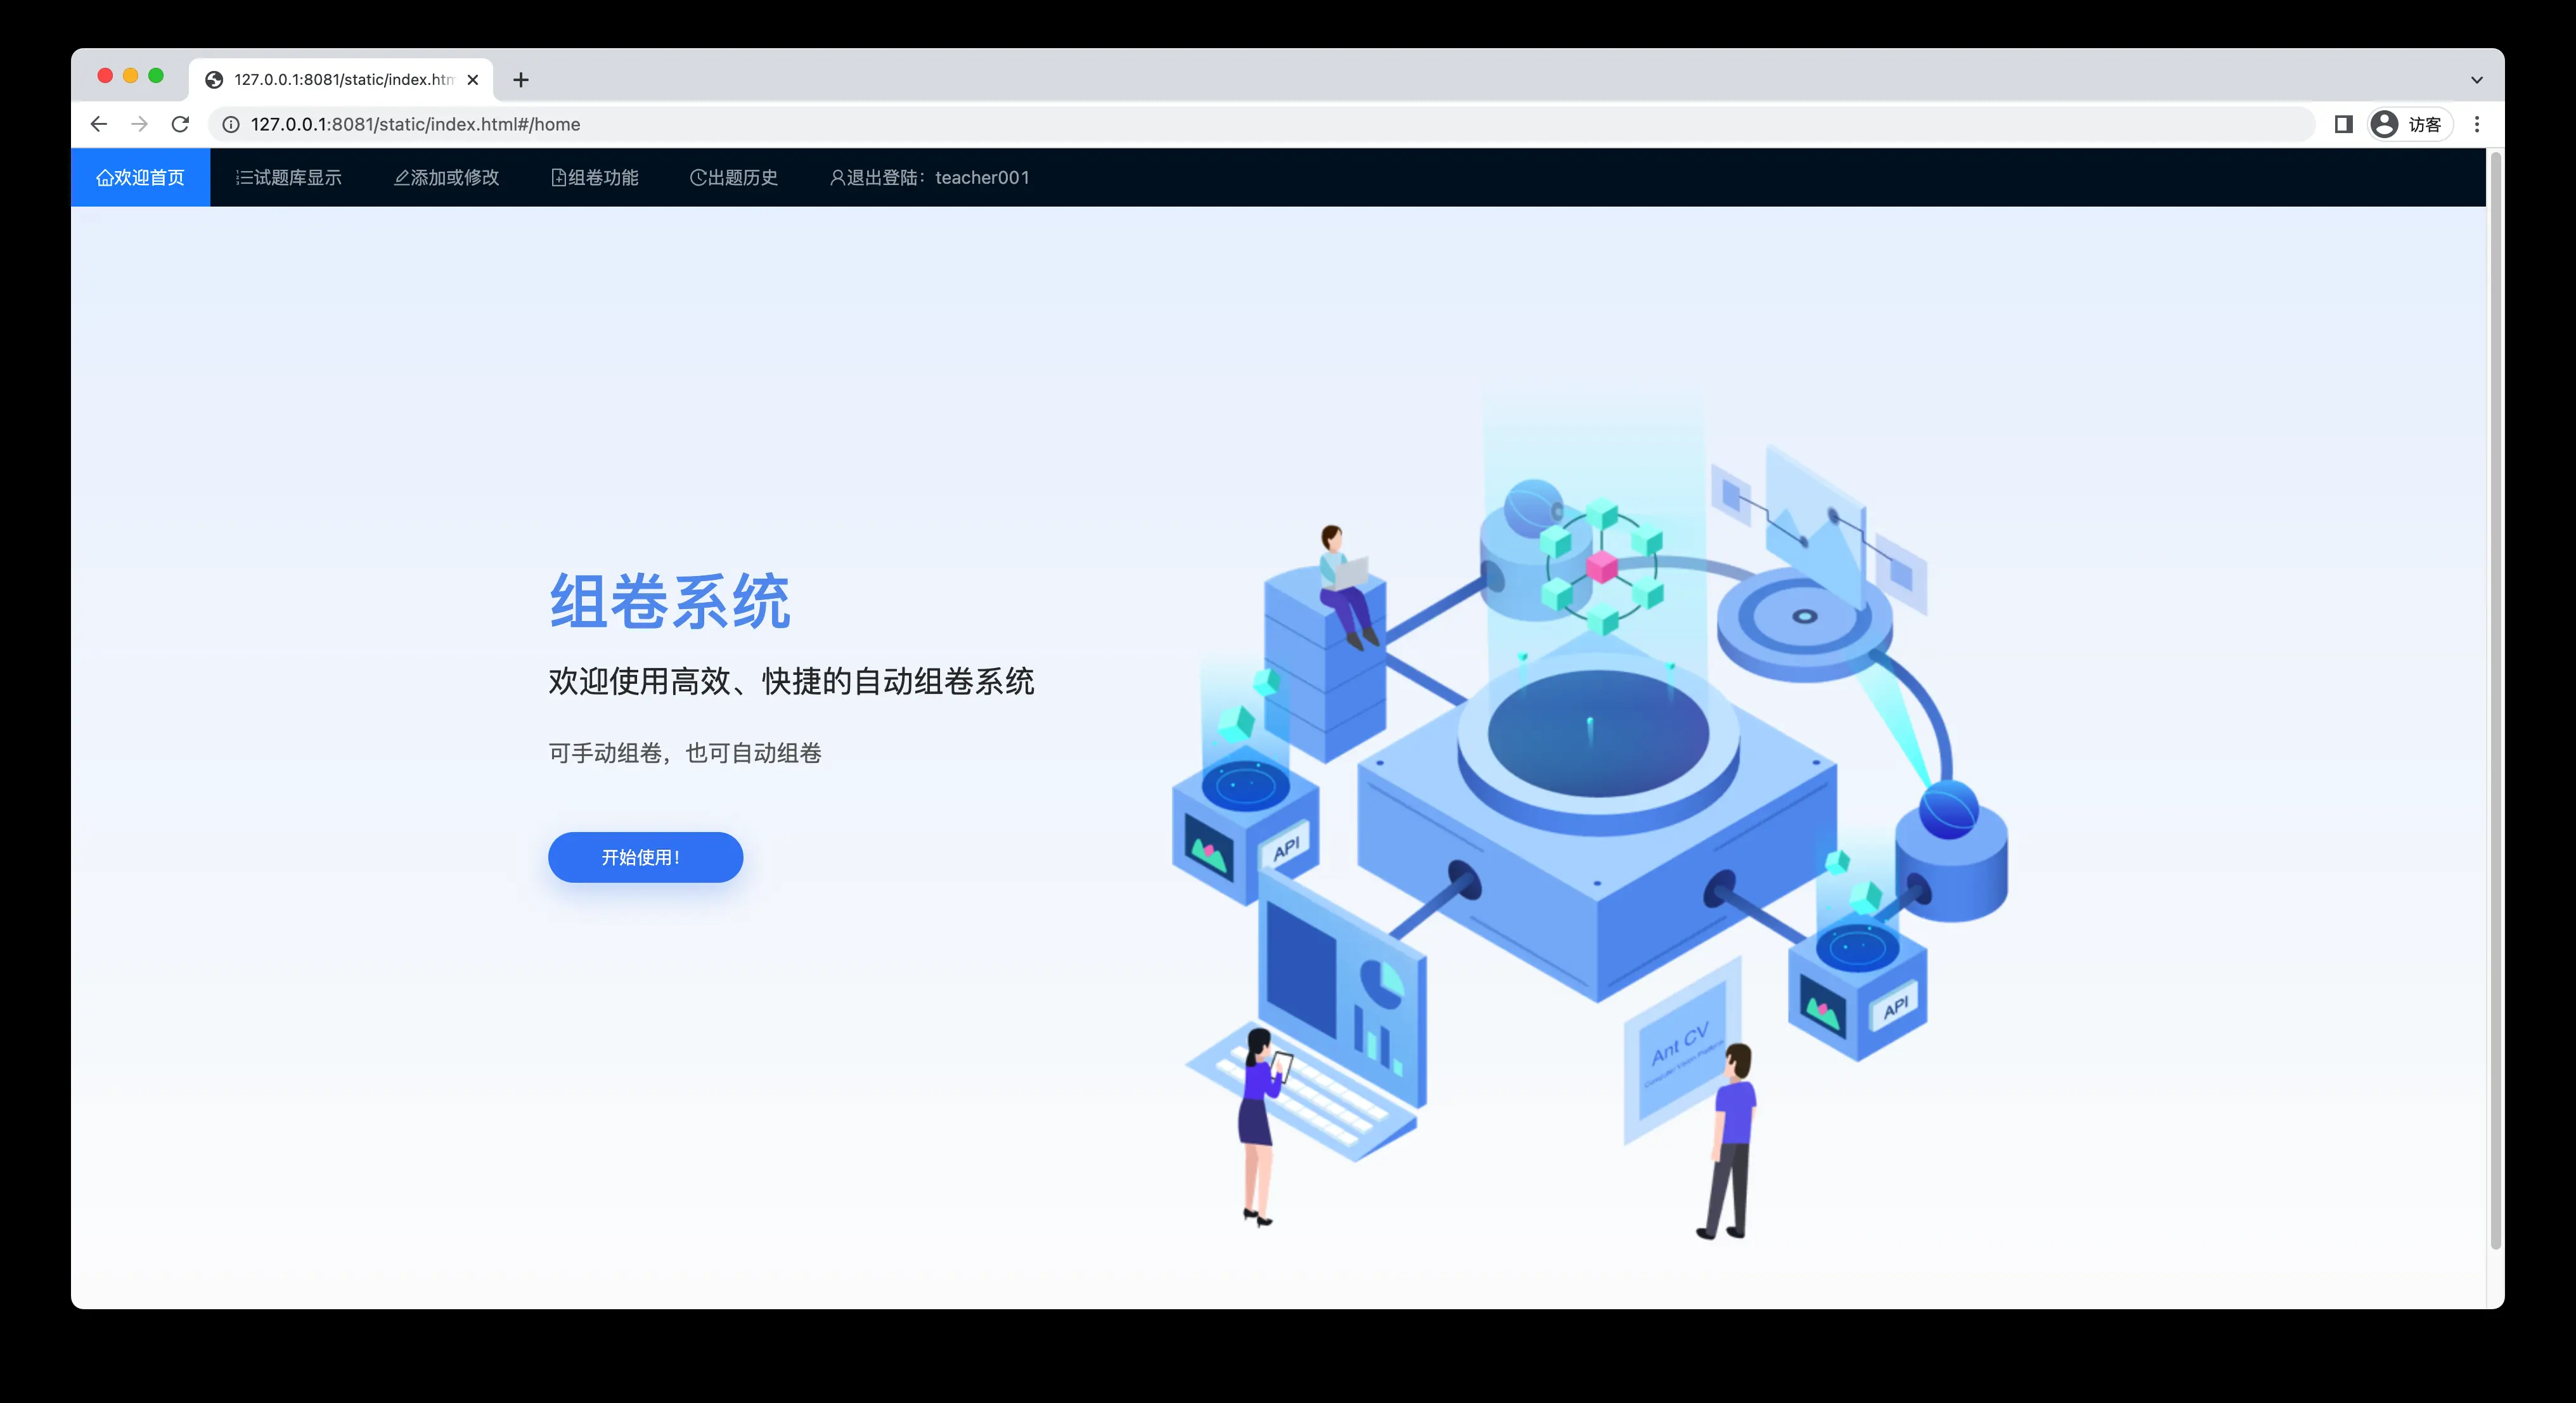 127.0.0.1:8081/static/index.htm
127.0.0.1:8081/static/index.html#/home
访客
欢迎首页 试题库显示 添加或修改 组卷功能 出题历史 退出登陆：teacher001
组卷系统
欢迎使用高效、快捷的自动组卷系统
可手动组卷，也可自动组卷
开始使用！
API
API
Ant CV
Computer Vision Platform